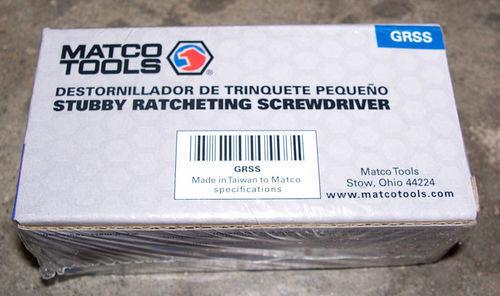 GRSS
MATCO
TOOLS
®
DESTORNILLADOR DE TRINQUETE PEQUEÑO
STUBBY RATCHETING SCREWDRIVER
GRSS
Made in Taiwan to Matco
specifications
Matco Tools
Stow, Ohio 44224
www.matcotools.com